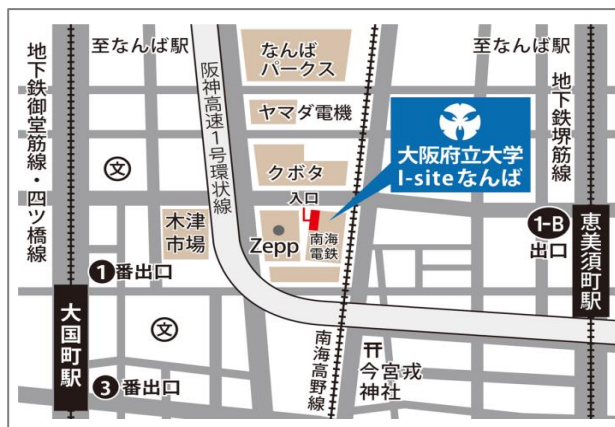 至なんば駅
なんば
パークス
至なんば駅
地下鉄御堂筋線・四ツ橋線
阪神高速1号環状線
ヤマダ電機
地下鉄堺筋線
大阪府立大学
I-siteなんば
文
クボタ
入口
木津
市場
Zepp
南海
電鉄
1-B
出口
恵美須町駅
1番出口
大国町駅
文
南海高野線
今宮戎
神社
3番出口